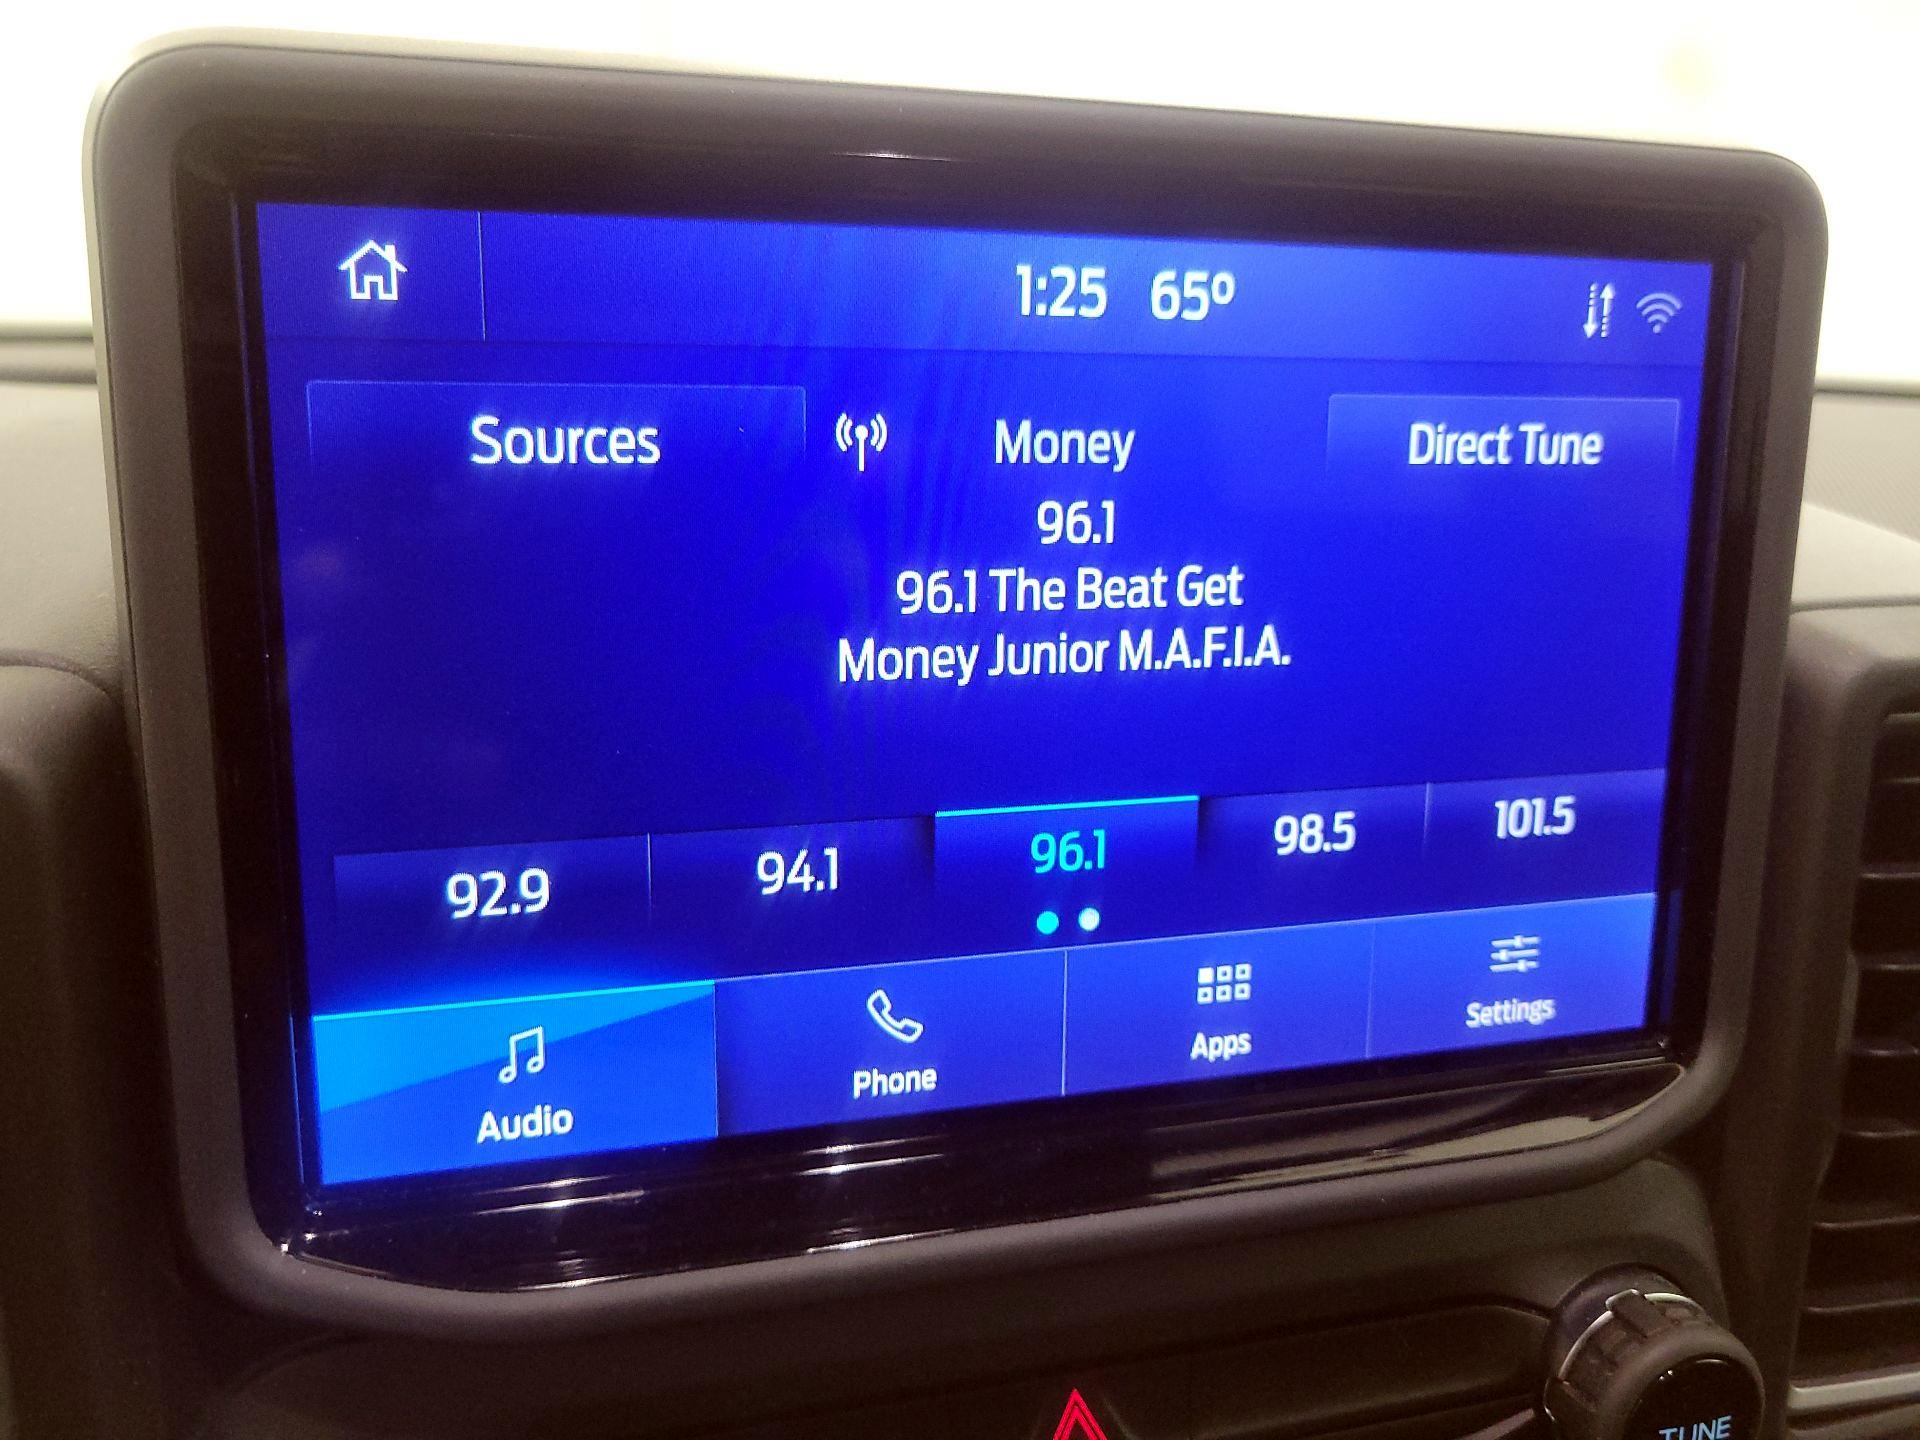 1:25 65º
Sources
Money
Direct Tune
96.1
96.1 The Beat Get
Money Junior M.A.F.I.A.
92.9
94.1
96.1
98.5
101.5
Audio
Phone
Apps
Settings
TUNE